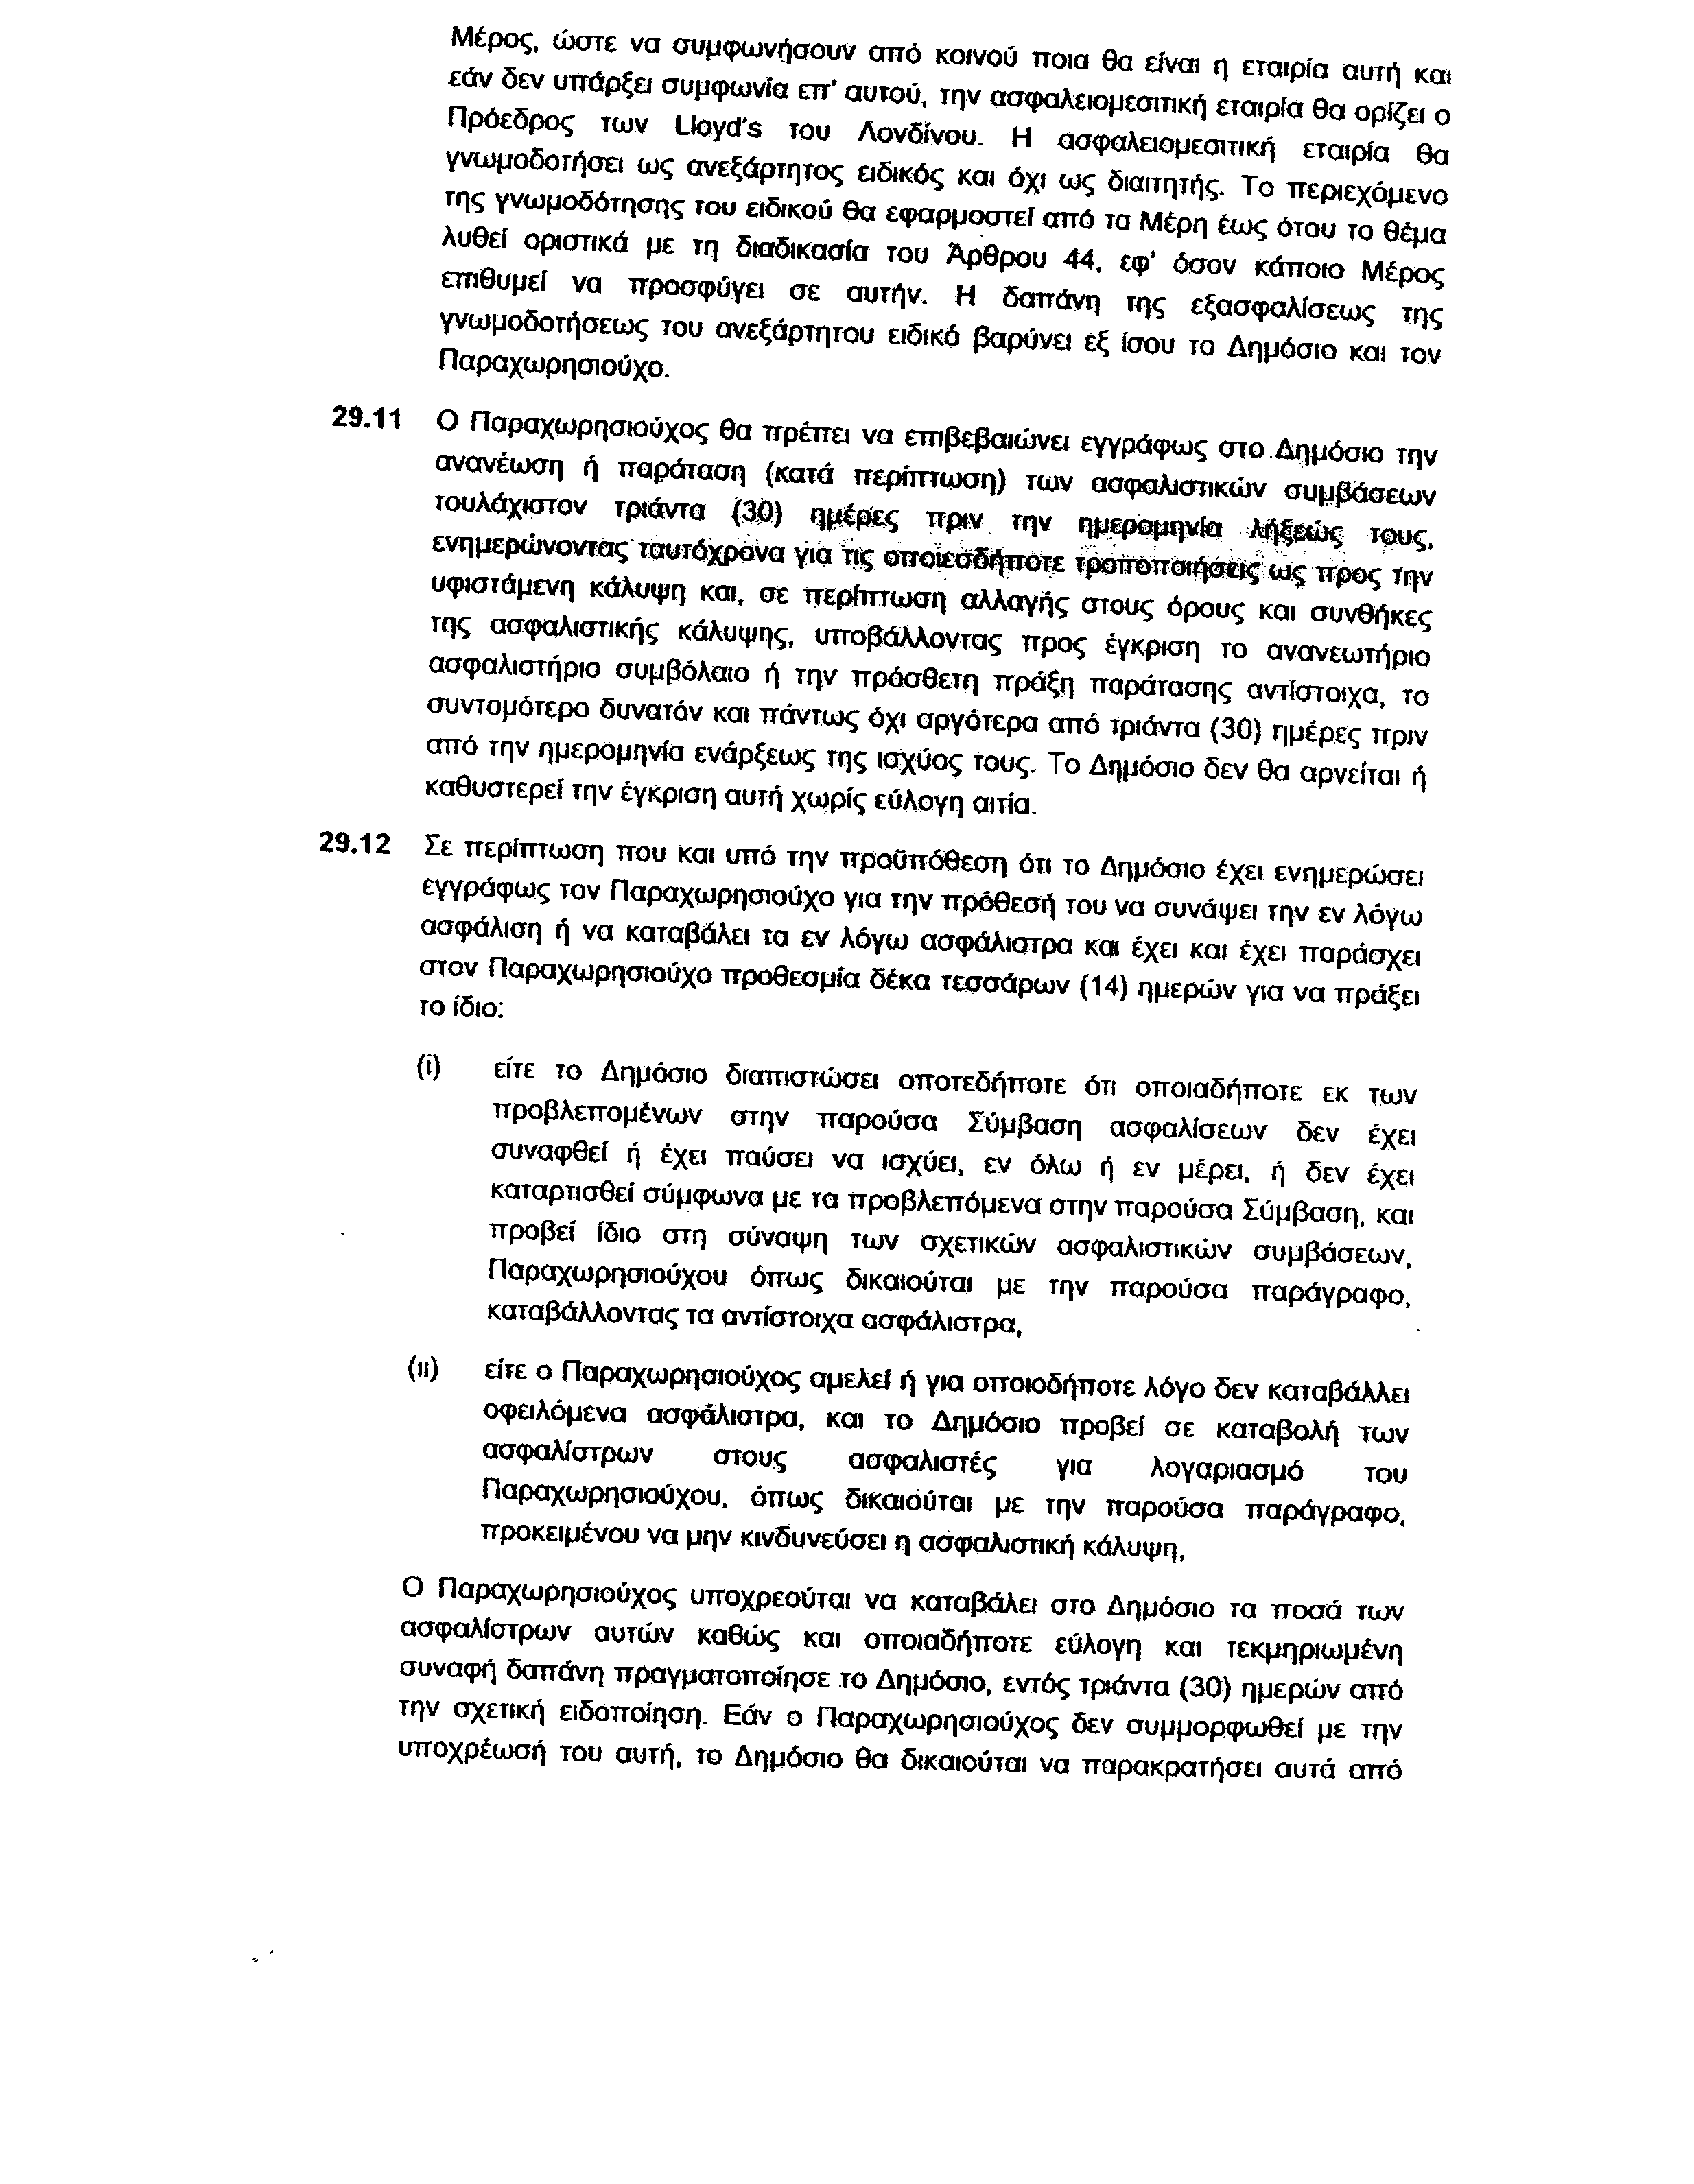 Μέρος, ώστε να συμφωνήσουν από κοινού ποια θα είναι η εταιρία αυτή και
εάν δεν υπάρξει συμφωνία επ' αυτού, την ασφαλειομεσιτική εταιρία θα ορίζει ο
Πρόεδρος των Lloyd's του Λονδίνου. Η ασφαλειομεσιτική εταιρία θα
γνωμοδοτήσει ως ανεξάρτητος ειδικός και όχι ως διαιτητής. Το περιεχόμενο
της γνωμοδότησης του ειδικού θα εφαρμοστεί από τα Μέρη έως ότου το θέμα
λυθεί οριστικά με τη διαδικασία του Άρθρου 44, εφ' όσον κάποιο Μέρος
επιθυμεί να προσφύγει σε αυτήν. Η δαπάνη της εξασφαλίσεως της
γνωμοδοτήσεως του ανεξάρτητου ειδικό βαρύνει εξ ίσου το Δημόσιο και τον
Παραχωρησιούχο.
29.11 Ο Παραχωρησιούχος θα πρέπει να επιβεβαιώνει εγγράφως στο Δημόσιο την
ανανέωση ή παράταση (κατά περίπτωση) των ασφαλιστικών συμβάσεων
τουλάχιστον τριάντα (30) ημέρες πριν την ημερομηνία λήξεώς τους,
ενημερώνοντας ταυτόχρονα για τις οποιεσδήποτε τροποποιήσεις ως προς την
υφιστάμενη κάλυψη και, σε περίπτωση αλλαγής στους όρους και συνθήκες
της ασφαλιστικής κάλυψης, υποβάλλοντας προς έγκριση το ανανεωτήριο
ασφαλιστήριο συμβόλαιο ή την πρόσθετη πράξη παράτασης αντίστοιχα, το
συντομότερο δυνατόν και πάντως όχι αργότερα από τριάντα (30) ημέρες πριν
από την ημερομηνία ενάρξεως της ισχύος τους. Το Δημόσιο δεν θα αρνείται ή
καθυστερεί την έγκριση αυτή χωρίς εύλογη αιτία.
29.12 Σε περίπτωση που και υπό την προϋπόθεση ότι το Δημόσιο έχει ενημερώσει
εγγράφως τον Παραχωρησιούχο για την πρόθεσή του να συνάψει την εν λόγω
ασφάλιση ή να καταβάλει τα εν λόγω ασφάλιστρα και έχει και έχει παράσχει
στον Παραχωρησιούχο προθεσμία δέκα τεσσάρων (14) ημερών για να πράξει
το ίδιο:
(i) είτε το Δημόσιο διαπιστώσει οποτεδήποτε ότι οποιαδήποτε εκ των
προβλεπομένων στην παρούσα Σύμβαση ασφαλίσεων δεν έχει
συναφθεί ή έχει παύσει να ισχύει, εν όλω ή εν μέρει, ή δεν έχει
καταρτισθεί σύμφωνα με τα προβλεπόμενα στην παρούσα Σύμβαση, και
προβεί ίδιο στη σύναψη των σχετικών ασφαλιστικών συμβάσεων,
Παραχωρησιούχου όπως δικαιούται με την παρούσα παράγραφο,
καταβάλλοντας τα αντίστοιχα ασφάλιστρα,
(ιι) είτε ο Παραχωρησιούχος αμελεί ή για οποιοδήποτε λόγο δεν καταβάλλει
οφειλόμενα ασφάλιστρα, και το Δημόσιο προβεί σε καταβολή των
ασφαλίστρων στους ασφαλιστές για λογαριασμό του
Παραχωρησιούχου, όπως δικαιούται με την παρούσα παράγραφο,
προκειμένου να μην κινδυνεύσει η ασφαλιστική κάλυψη,
Ο Παραχωρησιούχος υποχρεούται να καταβάλει στο Δημόσιο τα ποσά των
ασφαλίστρων αυτών καθώς και οποιαδήποτε εύλογη και τεκμηριωμένη
συναφή δαπάνη πραγματοποίησε το Δημόσιο, εντός τριάντα (30) ημερών από
την σχετική ειδοποίηση. Εάν ο Παραχωρησιούχος δεν συμμορφωθεί με την
υποχρέωσή του αυτή, το Δημόσιο θα δικαιούται να παρακρατήσει αυτά από